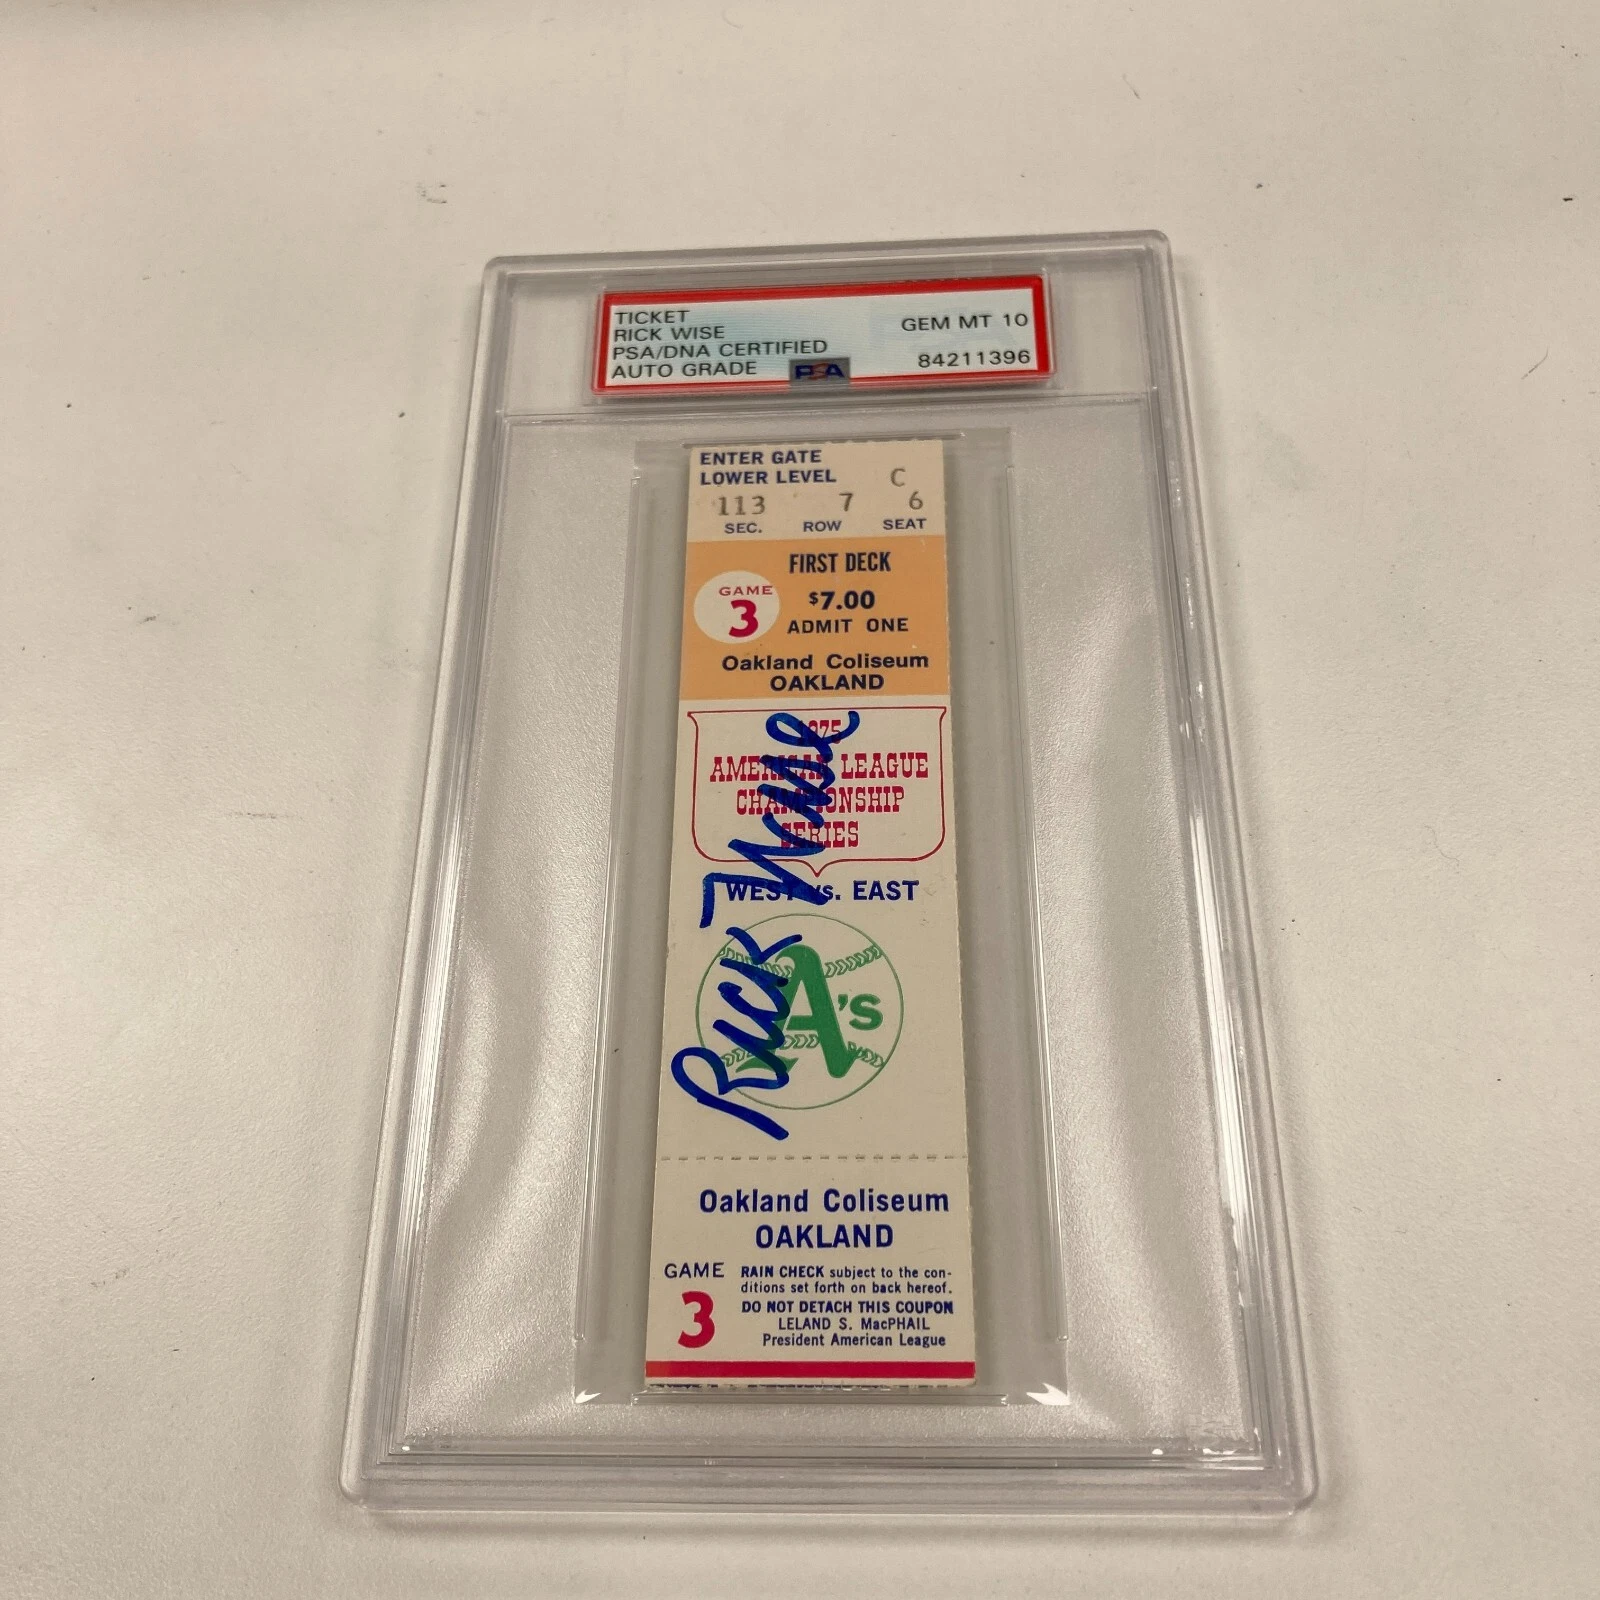 TICKET
RICK WISE
PSA/DNA CERTIFIED
AUTO GRADE
GEM MT 10
84211396
PSA
ENTER GATE
LOWER LEVEL C
113 7 6
SEC. ROW SEAT
FIRST DECK
GAME
3
$7.00
ADMIT ONE
Oakland Coliseum
OAKLAND
1975
AMERICAN LEAGUE
CHAMPIONSHIP
SERIES
WEST vs. EAST
A's
Rick Wise
Oakland Coliseum
OAKLAND
GAME
3
RAIN CHECK subject to the con-
ditions set forth on back hereof.
DO NOT DETACH THIS COUPON
LELAND S. MacPHAIL
President American League